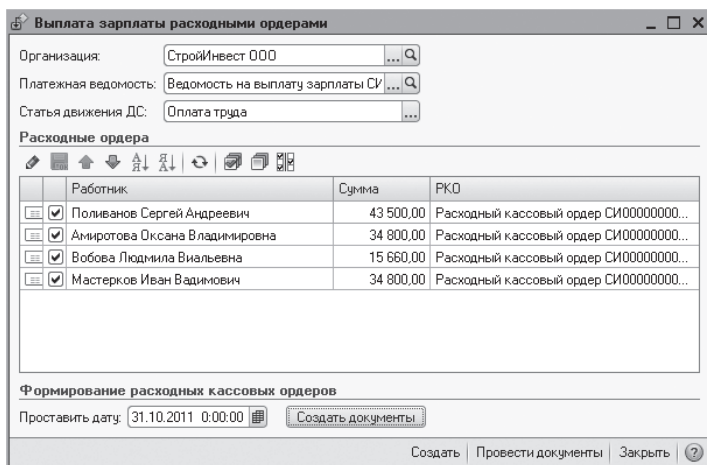 Выплата зарплаты расходными ордерами
Организация: СтройИнвест ООО ...
Платежная ведомость: Ведомость на выплату зарплаты СИ ...
Статья движения ДС: Оплата труда ...
Расходные ордера
Работник Сумма РКО
Поливанов Сергей Андреевич 43 500,00 Расходный кассовый ордер СИ00000000...
Амиротова Оксана Владимировна 34 800,00 Расходный кассовый ордер СИ00000000...
Вобова Людмила Виальевна 15 660,00 Расходный кассовый ордер СИ00000000...
Мастерков Иван Вадимович 34 800,00 Расходный кассовый ордер СИ00000000...
Формирование расходных кассовых ордеров
Проставить дату: 31.10.2011 0:00:00 Создать документы
Создать Провести документы Закрыть ?